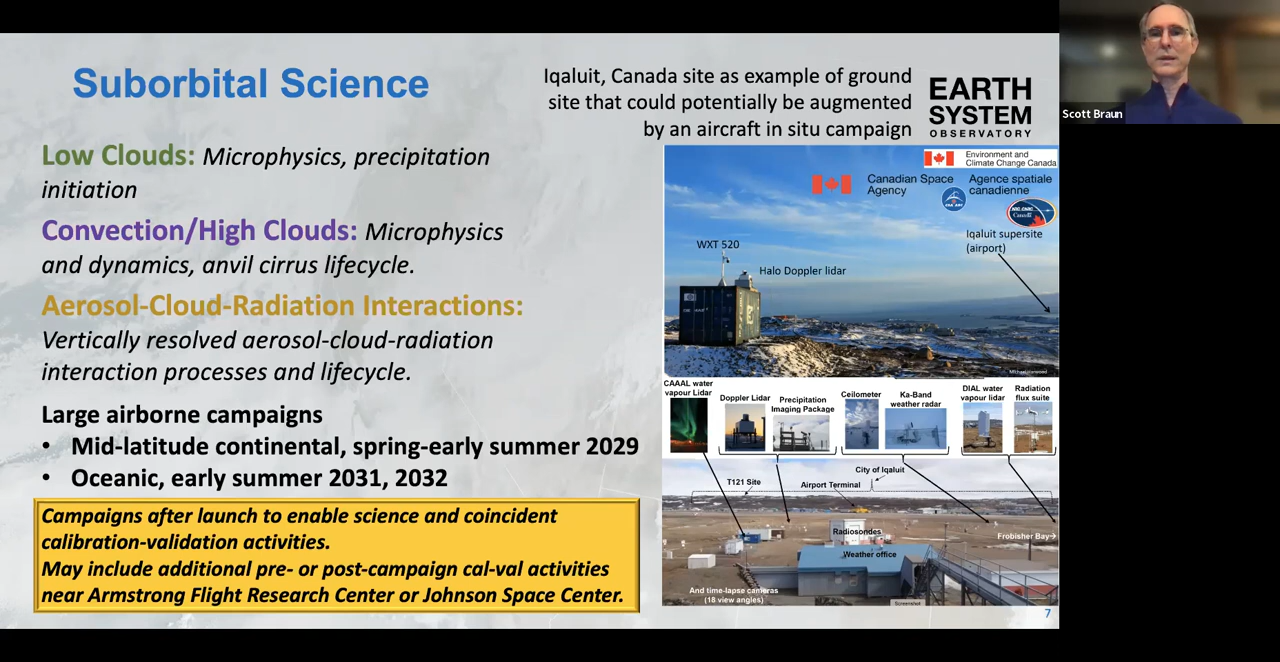 Suborbital Science
Iqaluit, Canada site as example of ground
site that could potentially be augmented
by an aircraft in situ campaign
EARTH
SYSTEM
OBSERVATORY
Scott Braun
Low Clouds: Microphysics, precipitation
initiation
Convection/High Clouds: Microphysics
and dynamics, anvil cirrus lifecycle.
Aerosol-Cloud-Radiation Interactions:
Vertically resolved aerosol-cloud-radiation
interaction processes and lifecycle.
Large airborne campaigns
• Mid-latitude continental, spring-early summer 2029
• Oceanic, early summer 2031, 2032
Campaigns after launch to enable science and coincident
calibration-validation activities.
May include additional pre- or post-campaign cal-val activities
near Armstrong Flight Research Center or Johnson Space Center.
Environment and
Climate Change Canada
Canadian Space
Agency
Agence spatiale
canadienne
Canada
Iqaluit supersite
(airport)
WXT 520
Halo Doppler lidar
CAAAL water
vapour Lidar
Doppler Lidar
Precipitation
Imaging Package
Ceilometer
Ka-Band
weather radar
DIAL water
vapour lidar
Radiation
flux suite
City of Iqaluit
T121 Site
Airport Terminal
Radiosondes
Frobisher Bay
Weather office
And time-lapse cameras
(18 view angles)
Screenshot
7